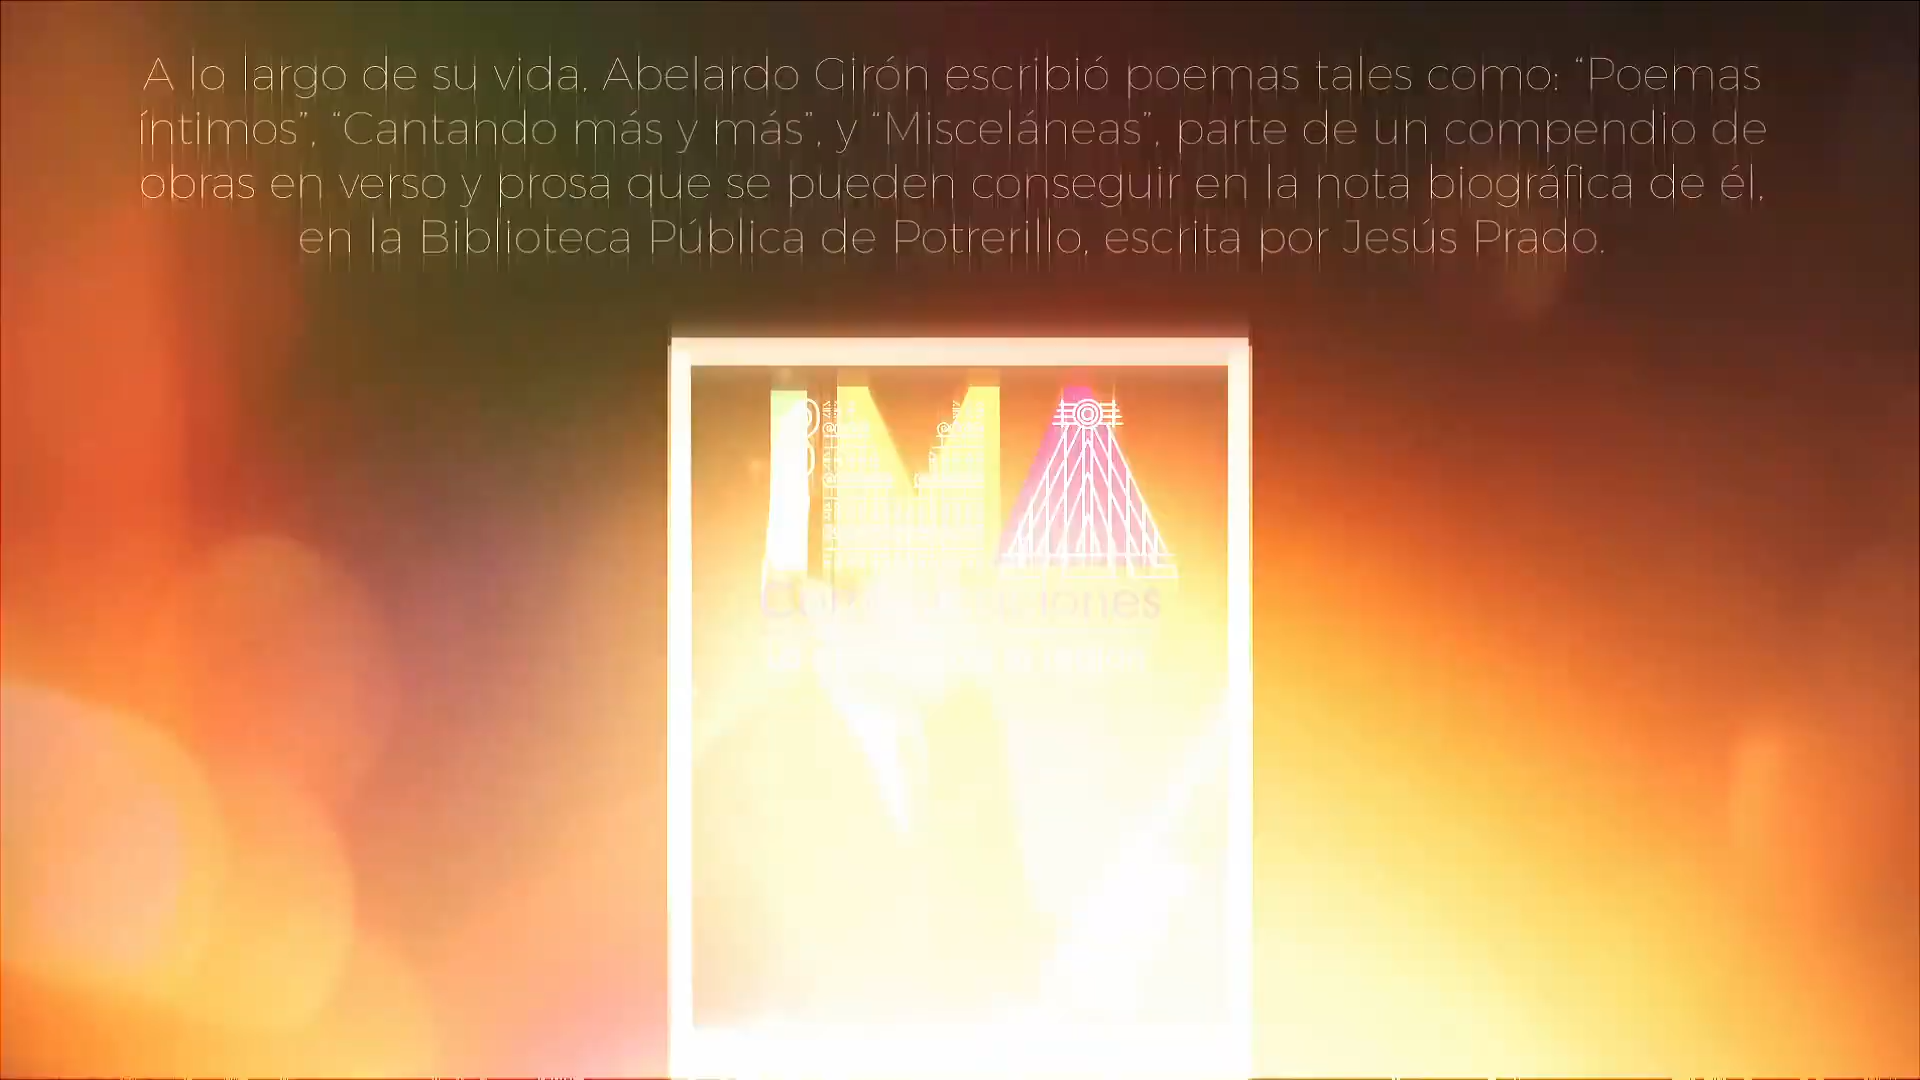 A lo largo de su vida, Abelardo Girón escribió poemas tales como: “Poemas
íntimos”, “Cantando más y más”, y “Misceláneas”, parte de un compendio de
obras en verso y prosa que se pueden conseguir en la nota biográfica de él,
en la Biblioteca Pública de Potrerillo, escrita por Jesús Prado.